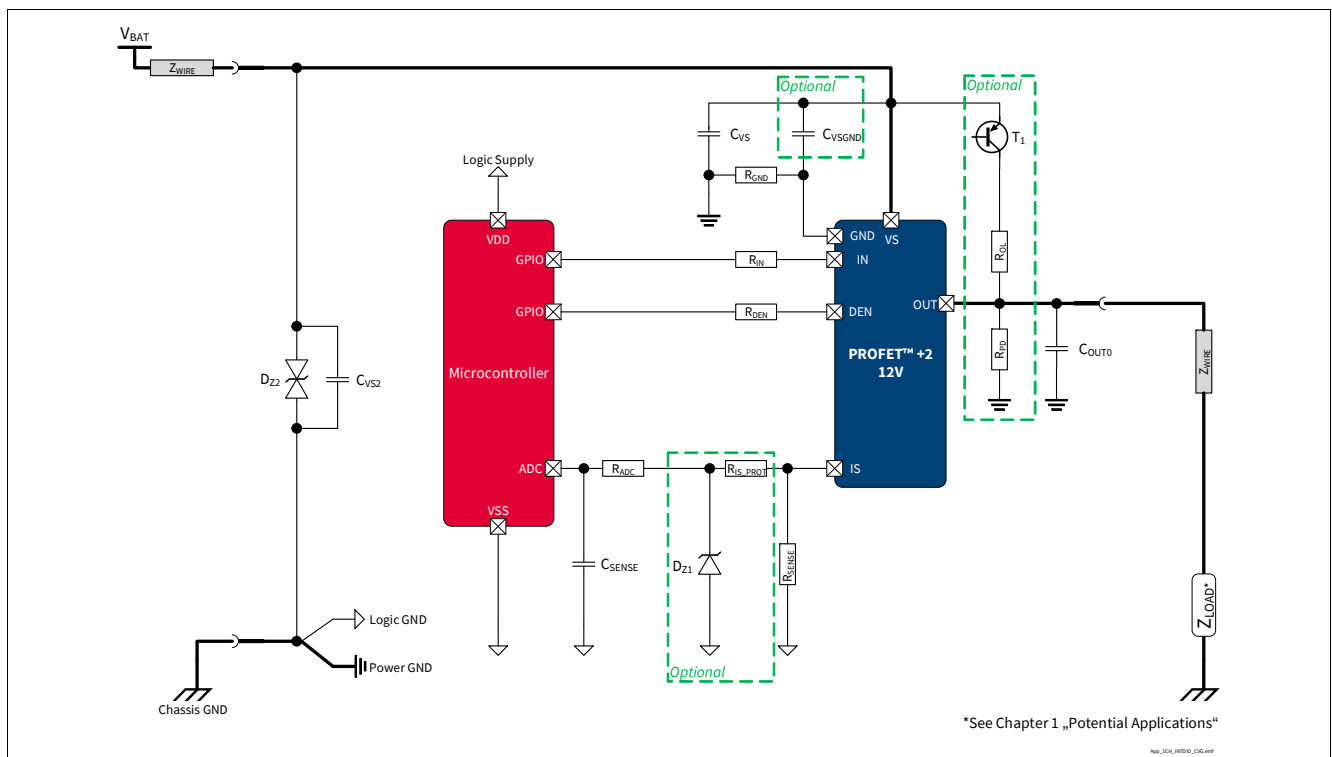 VBAT
ZWIRE
Optional
Optional
CVS
CVSGND
T1
Logic Supply
RGND
VDD
GND
VS
GPIO
RIN
IN
ROL
OUT
GPIO
RDEN
DEN
PROFET™ +2
12V
RPD
COUT0
ZWIRE
Microcontroller
DZ2
CVS2
ADC
RADC
RIS_PROT
IS
VSS
CSENSE
DZ1
RSENSE
ZLOAD*
Logic GND
Power GND
Optional
Chassis GND
*See Chapter 1 „Potential Applications“
App_1CH_INTDIO_CVG.emf